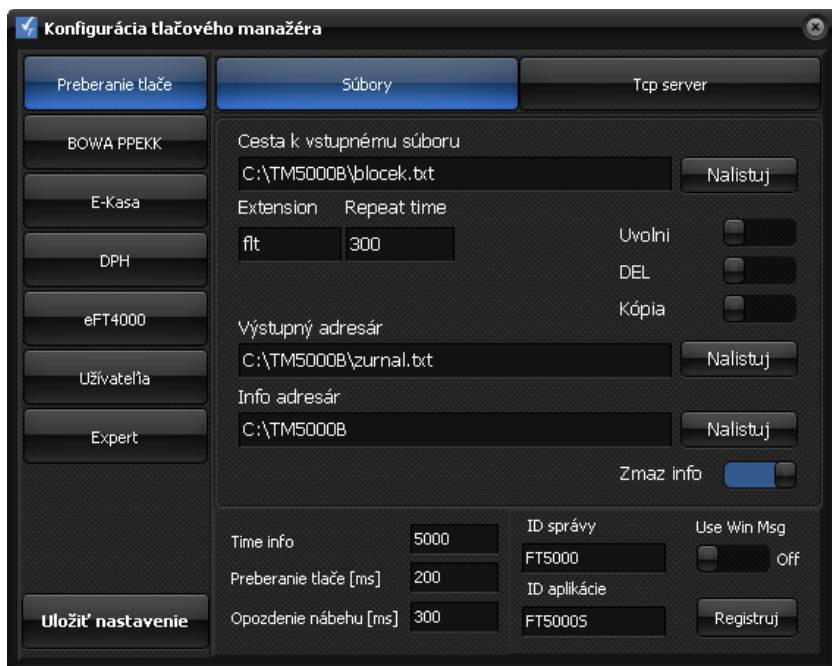 Konfigurácia tlačového manažéra
Preberanie tlače
Súbory
Tcp server
BOWA PPEKK
E-Kasa
DPH
eFT4000
Užívatelĭa
Expert
Uložiť nastavenie
Cesta k vstupnému súboru
C:\TM5000B\blocek.txt
Nalistuj
Extension Repeat time
flt 300
Uvolni
DEL
Kópia
Výstupný adresár
C:\TM5000B\zurnal.txt
Nalistuj
Info adresár
C:\TM5000B
Nalistuj
Zmaz info
Time info 5000
Preberanie tlače [ms] 200
Opozdenie nábehu [ms] 300
ID správy
FT5000
ID aplikácie
FT5000S
Use Win Msg
Off
Registruj